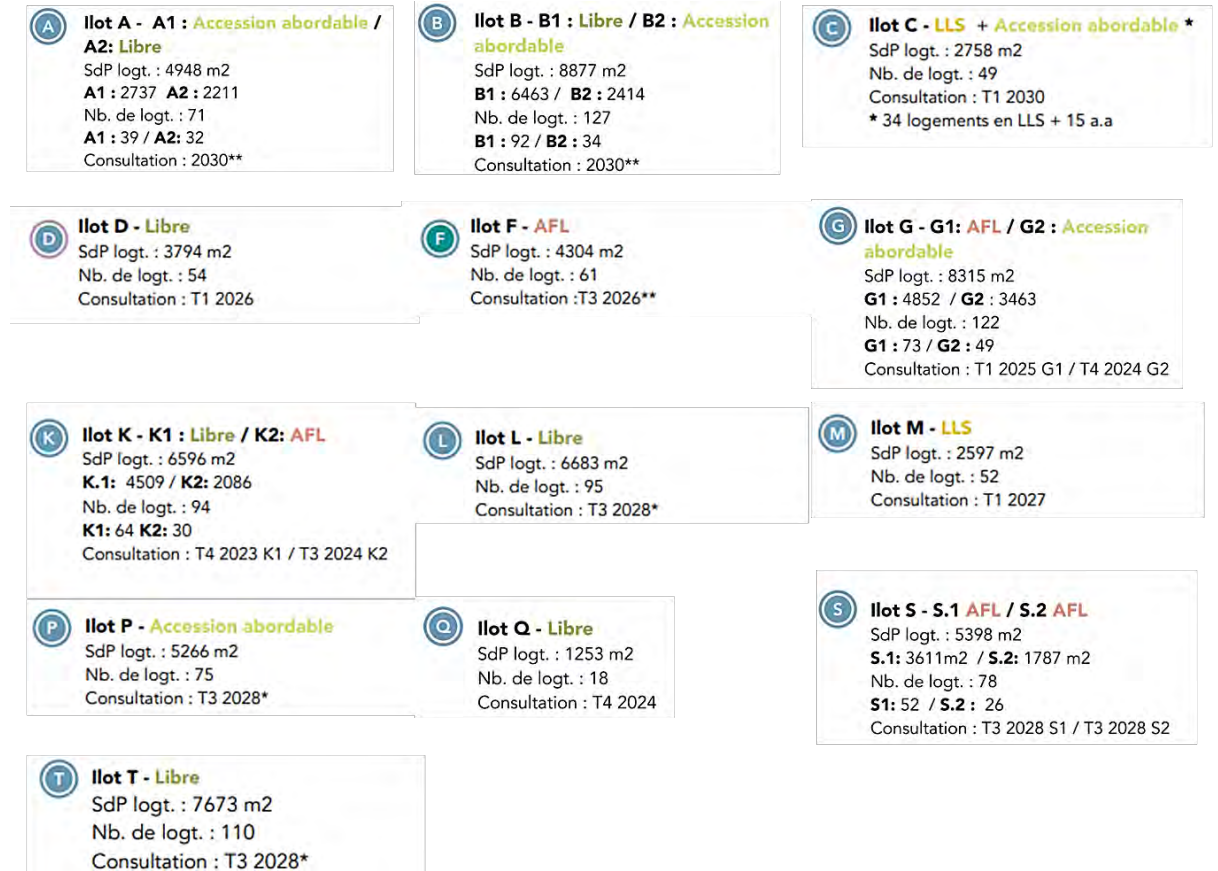 A
Ilot A - A1 : Accession abordable /
A2: Libre
SdP logt. : 4948 m2
A1 : 2737 A2 : 2211
Nb. de logt. : 71
A1 : 39 / A2: 32
Consultation : 2030**
B
Ilot B - B1 : Libre / B2 : Accession
abordable
SdP logt. : 8877 m2
B1 : 6463 / B2 : 2414
Nb. de logt. : 127
B1 : 92 / B2 : 34
Consultation : 2030**
C
Ilot C - LLS + Accession abordable *
SdP logt. : 2758 m2
Nb. de logt. : 49
Consultation : T1 2030
* 34 logements en LLS + 15 a.a
D
Ilot D - Libre
SdP logt. : 3794 m2
Nb. de logt. : 54
Consultation : T1 2026
F
Ilot F - AFL
SdP logt. : 4304 m2
Nb. de logt. : 61
Consultation :T3 2026**
G
Ilot G - G1: AFL / G2 : Accession
abordable
SdP logt. : 8315 m2
G1 : 4852 / G2 : 3463
Nb. de logt. : 122
G1 : 73 / G2 : 49
Consultation : T1 2025 G1 / T4 2024 G2
K
Ilot K - K1 : Libre / K2: AFL
SdP logt. : 6596 m2
K.1: 4509 / K2: 2086
Nb. de logt. : 94
K1: 64 K2: 30
Consultation : T4 2023 K1 / T3 2024 K2
L
Ilot L - Libre
SdP logt. : 6683 m2
Nb. de logt. : 95
Consultation : T3 2028*
M
Ilot M - LLS
SdP logt. : 2597 m2
Nb. de logt. : 52
Consultation : T1 2027
P
Ilot P - Accession abordable
SdP logt. : 5266 m2
Nb. de logt. : 75
Consultation : T3 2028*
Q
Ilot Q - Libre
SdP logt. : 1253 m2
Nb. de logt. : 18
Consultation : T4 2024
S
Ilot S - S.1 AFL / S.2 AFL
SdP logt. : 5398 m2
S.1: 3611m2 / S.2: 1787 m2
Nb. de logt. : 78
S1: 52 / S.2 : 26
Consultation : T3 2028 S1 / T3 2028 S2
T
Ilot T - Libre
SdP logt. : 7673 m2
Nb. de logt. : 110
Consultation : T3 2028*